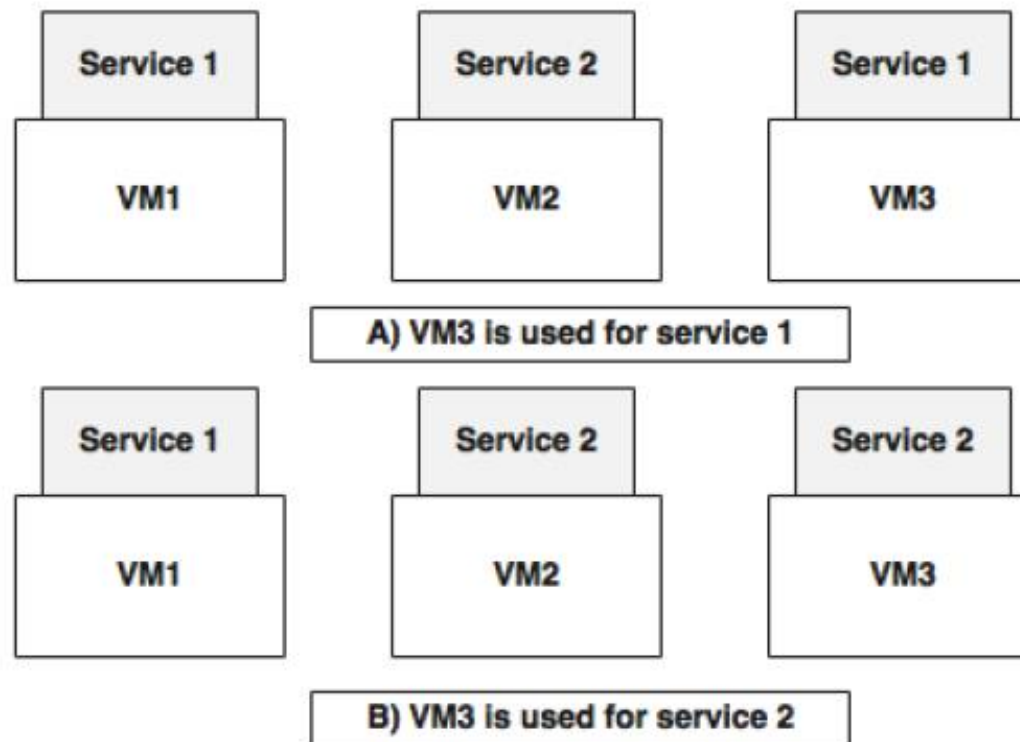 Service 1
Service 2
Service 1
VM1
VM2
VM3
A) VM3 is used for service 1
Service 1
Service 2
Service 2
VM1
VM2
VM3
B) VM3 is used for service 2